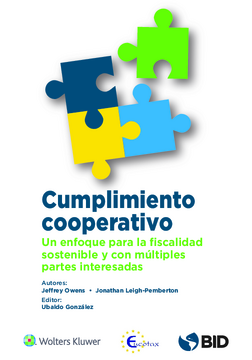 Cumplimiento
cooperativo
Un enfoque para la fiscalidad
sostenible y con múltiples
partes interesadas
Autores:
Jeffrey Owens • Jonathan Leigh-Pemberton
Editor:
Ubaldo González
Wolters Kluwer
Eucotax
BID